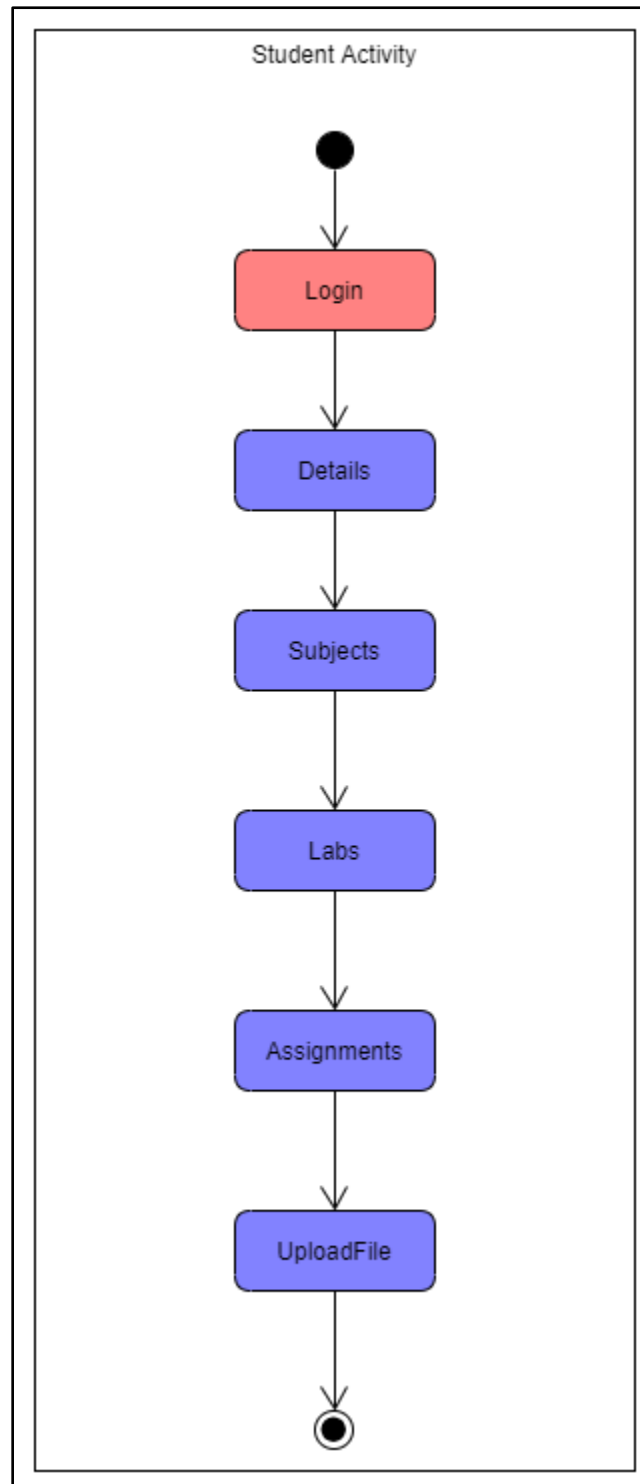 Student Activity
Login
Details
Subjects
Labs
Assignments
UploadFile